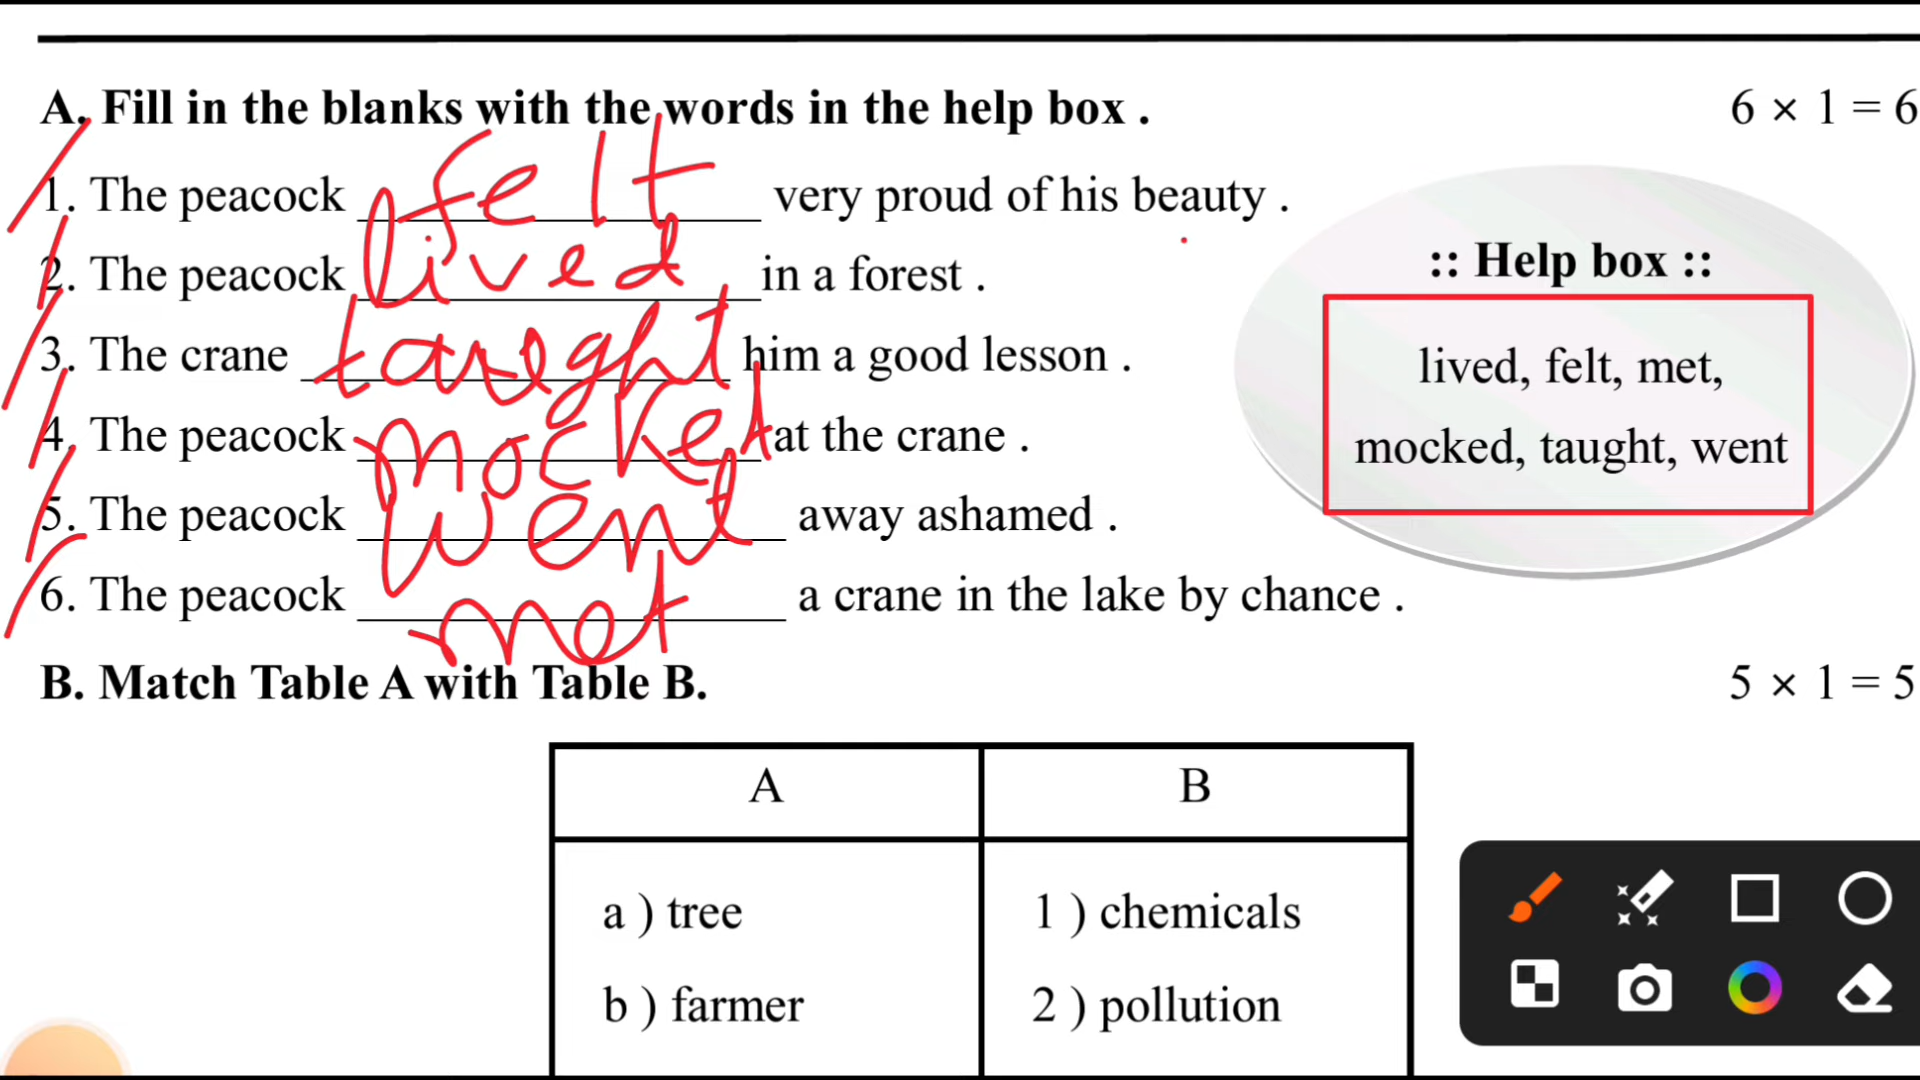 A. Fill in the blanks with the words in the help box .
6 × 1 = 6
1. The peacock felt very proud of his beauty .
2. The peacock lived in a forest .
3. The crane taught him a good lesson .
4. The peacock mocked at the crane .
5. The peacock went away ashamed .
6. The peacock met a crane in the lake by chance .
:: Help box ::
lived, felt, met,
mocked, taught, went
B. Match Table A with Table B.
5 × 1 = 5
A B
a ) tree 1 ) chemicals
b ) farmer 2 ) pollution